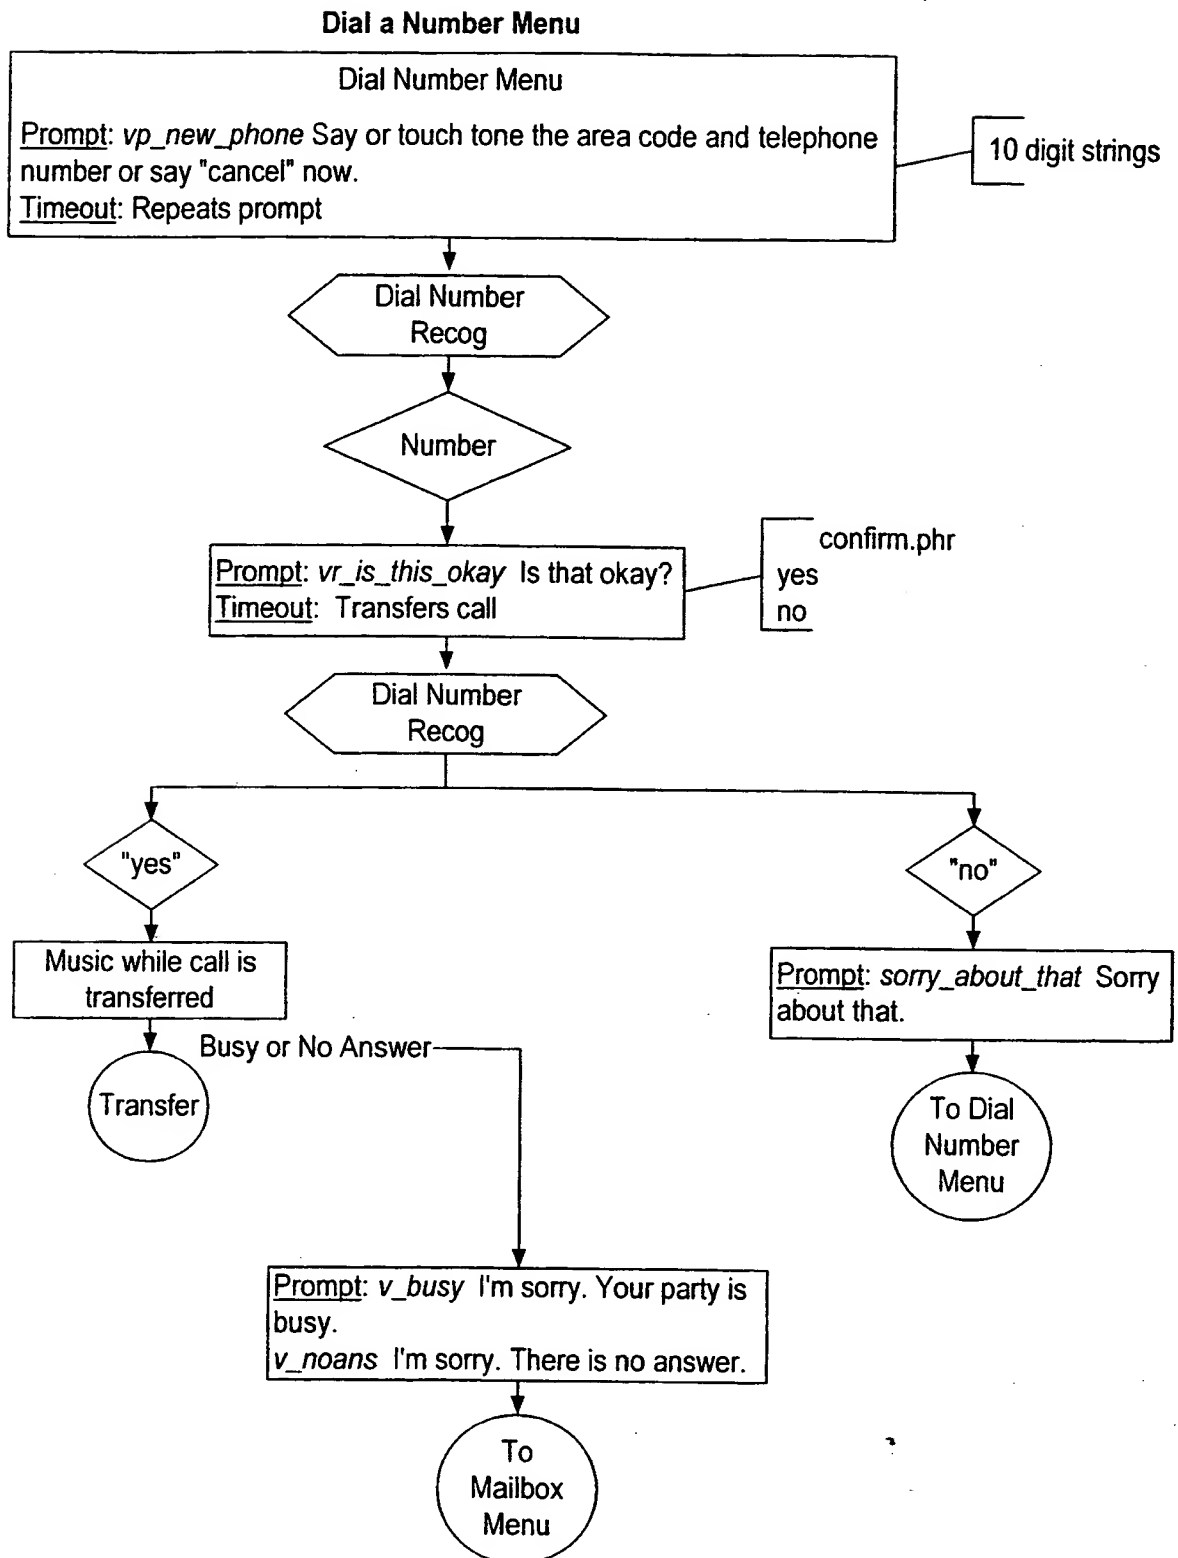 Dial a Number Menu
Dial Number Menu
Prompt: vp_new_phone Say or touch tone the area code and telephone
number or say "cancel" now.
Timeout: Repeats prompt
10 digit strings
Dial Number
Recog
Number
Prompt: vr_is_this_okay Is that okay?
Timeout: Transfers call
confirm.phr
yes
no
Dial Number
Recog
"yes"
"no"
Music while call is
transferred
Prompt: sorry_about_that Sorry
about that.
Busy or No Answer
Transfer
To Dial
Number
Menu
Prompt: v_busy I'm sorry. Your party is
busy.
v_noans I'm sorry. There is no answer.
To
Mailbox
Menu